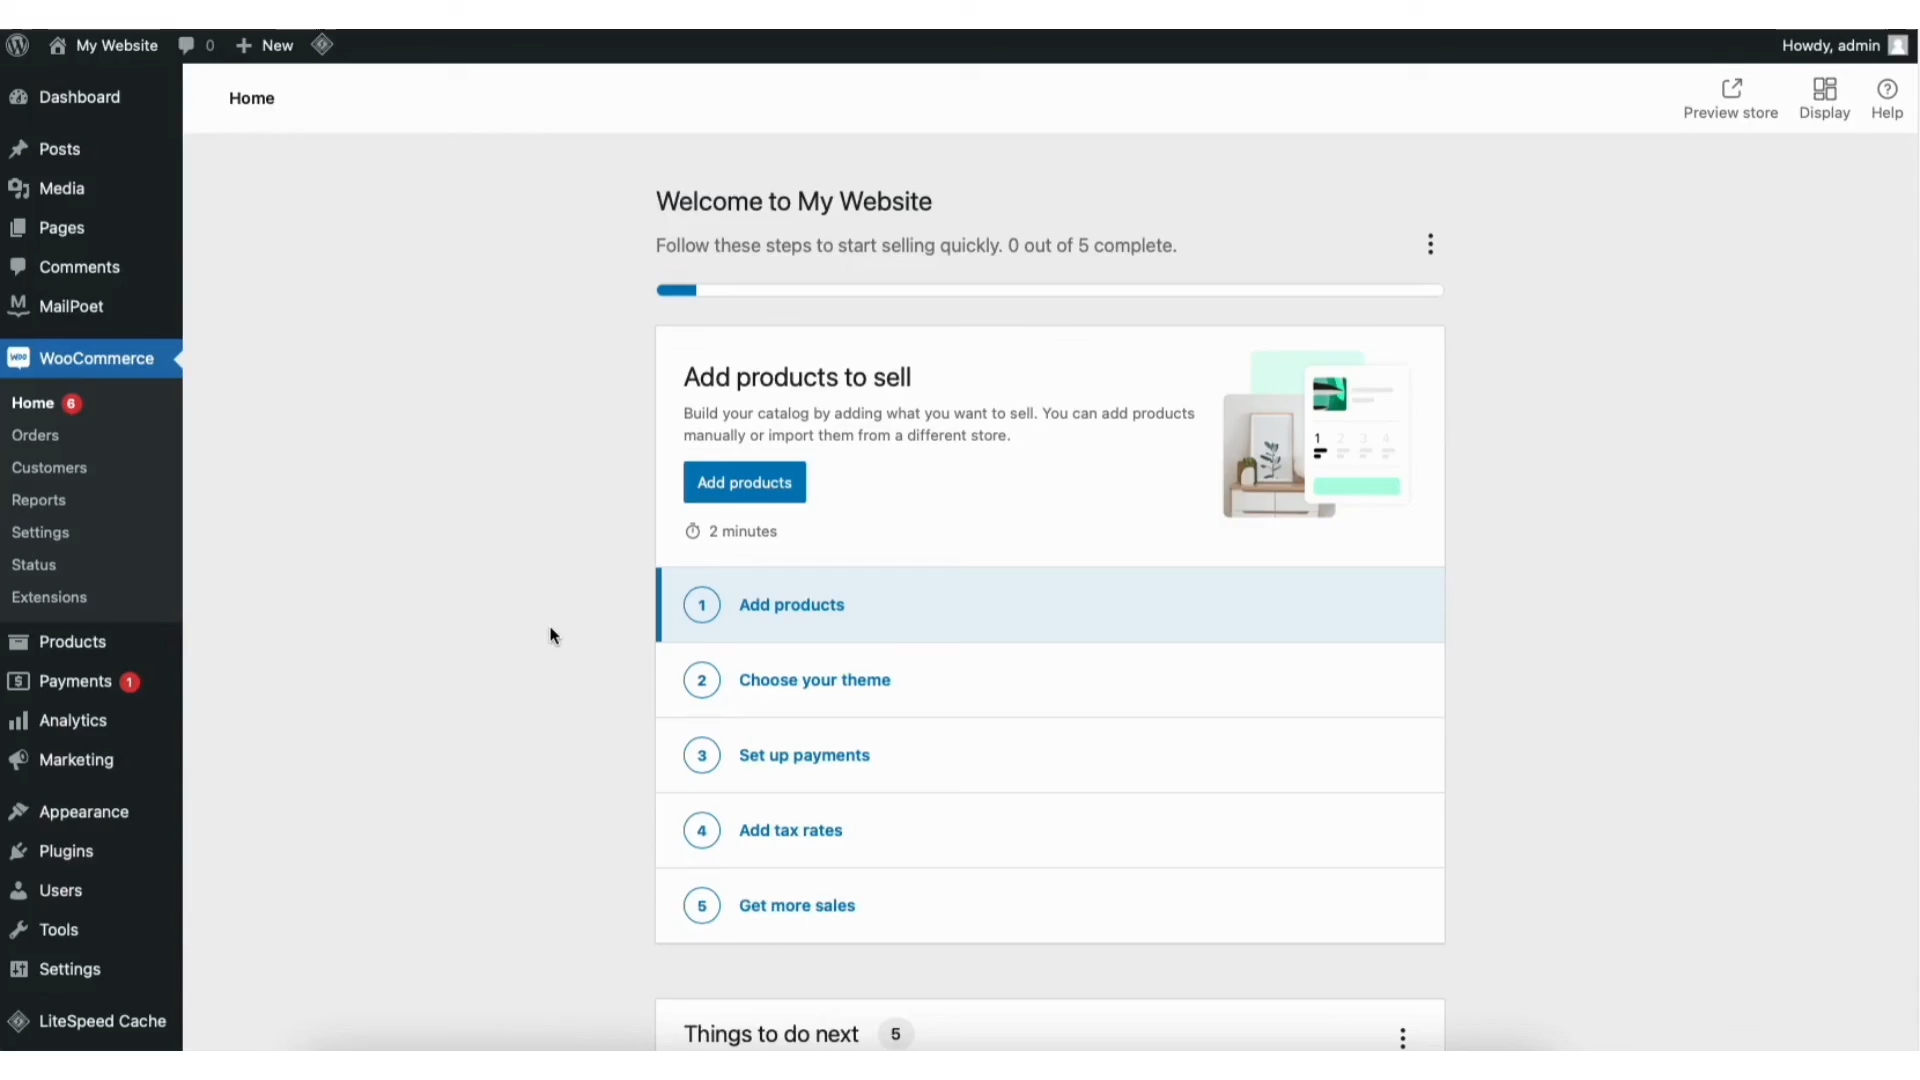 My Website 0 New
Howdy, admin
Dashboard
Posts
Media
Pages
Comments
MailPoet
WooCommerce
Home 6
Orders
Customers
Reports
Settings
Status
Extensions
Products
Payments 1
Analytics
Marketing
Appearance
Plugins
Users
Tools
Settings
LiteSpeed Cache
Home
Preview store
Display
Help
Welcome to My Website
Follow these steps to start selling quickly. 0 out of 5 complete.
Add products to sell
Build your catalog by adding what you want to sell. You can add products
manually or import them from a different store.
Add products
2 minutes
1 2 3 4
1 Add products
2 Choose your theme
3 Set up payments
4 Add tax rates
5 Get more sales
Things to do next 5